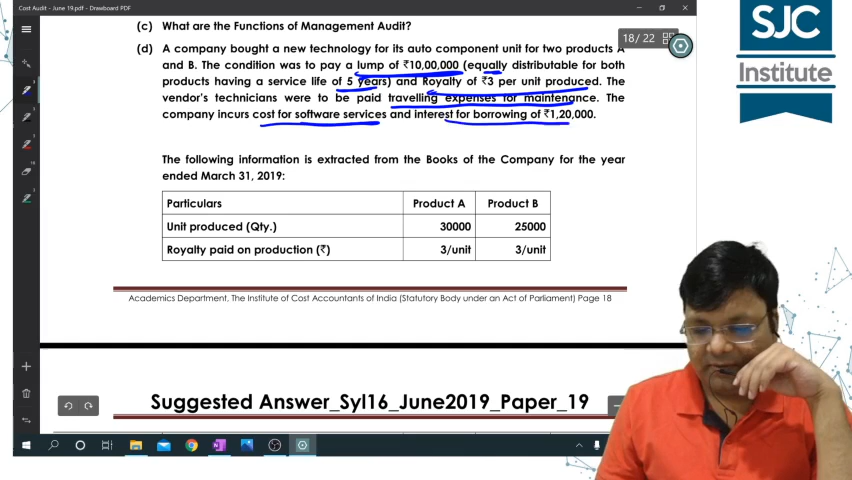 Cost Audit - June 19.pdf - Drawboard PDF
18 / 22
SJC
Institute
(c) What are the Functions of Management Audit?
(d) A company bought a new technology for its auto component unit for two products A
and B. The condition was to pay a lump of ₹10,00,000 (equally distributable for both
products having a service life of 5 years) and Royalty of ₹3 per unit produced. The
vendor's technicians were to be paid travelling expenses for maintenance. The
company incurs cost for software services and interest for borrowing of ₹1,20,000.
The following information is extracted from the Books of the Company for the year
ended March 31, 2019:
Particulars Product A Product B
Unit produced (Qty.) 30000 25000
Royalty paid on production (₹) 3/unit 3/unit
Academics Department, The Institute of Cost Accountants of India (Statutory Body under an Act of Parliament) Page 18
Suggested Answer_Syl16_June2019_Paper_19